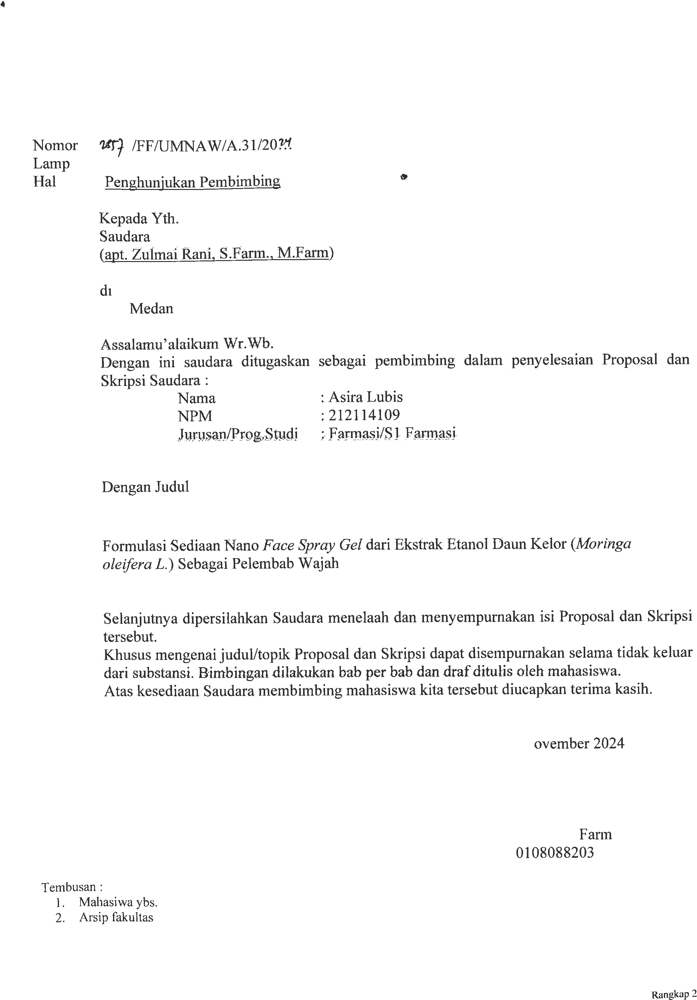 Nomor /FF/UMNAW/A.31/2024
Lamp
Hal Penghunjukan Pembimbing
Kepada Yth.
Saudara
(apt. Zulmai Rani, S.Farm., M.Farm)
di
Medan
Assalamu'alaikum Wr.Wb.
Dengan ini saudara ditugaskan sebagai pembimbing dalam penyelesaian Proposal dan
Skripsi Saudara :
Nama : Asira Lubis
NPM : 212114109
Jurusan/Prog.Studi : Farmasi/S1 Farmasi
Dengan Judul
Formulasi Sediaan Nano Face Spray Gel dari Ekstrak Etanol Daun Kelor (Moringa
oleifera L.) Sebagai Pelembab Wajah
Selanjutnya dipersilahkan Saudara menelaah dan menyempurnakan isi Proposal dan Skripsi
tersebut.
Khusus mengenai judul/topik Proposal dan Skripsi dapat disempurnakan selama tidak keluar
dari substansi. Bimbingan dilakukan bab per bab dan draf ditulis oleh mahasiswa.
Atas kesediaan Saudara membimbing mahasiswa kita tersebut diucapkan terima kasih.
ovember 2024
Farm
0108088203
Tembusan :
1. Mahasiwa ybs.
2. Arsip fakultas
Rangkap 2